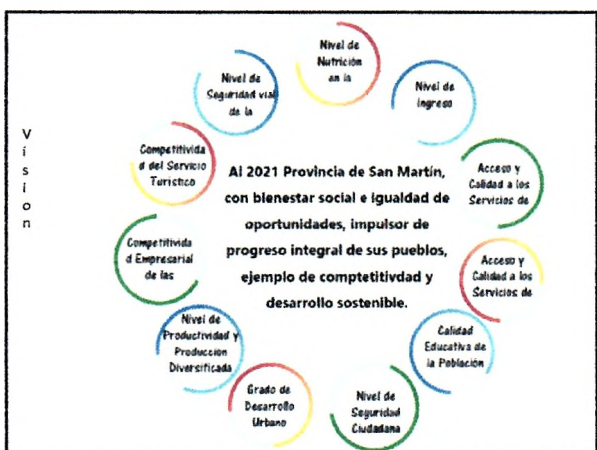 Visíon
Al 2021 Provincia de San Martín,
con bienestar social e igualdad de
oportunidades, impulsor de
progreso integral de sus pueblos,
ejemplo de comptetitivdad y
desarrollo sostenible.
Nivel de
Nutrición
en la
Nivel de
Ingreso
Acceso y
Calidad a los
Servicios de
Acceso y
Calidad a los
Servicios de
Calidad
Educativa de
la Población
Nivel de
Seguridad
Ciudadana
Grado de
Desarrollo
Urbano
Nivel de
Productividad y
Producción
Diversificada
Competitivida
d Empresarial
de las
Competitivida
d del Servicio
Turístico
Nivel de
Seguridad vial
de la